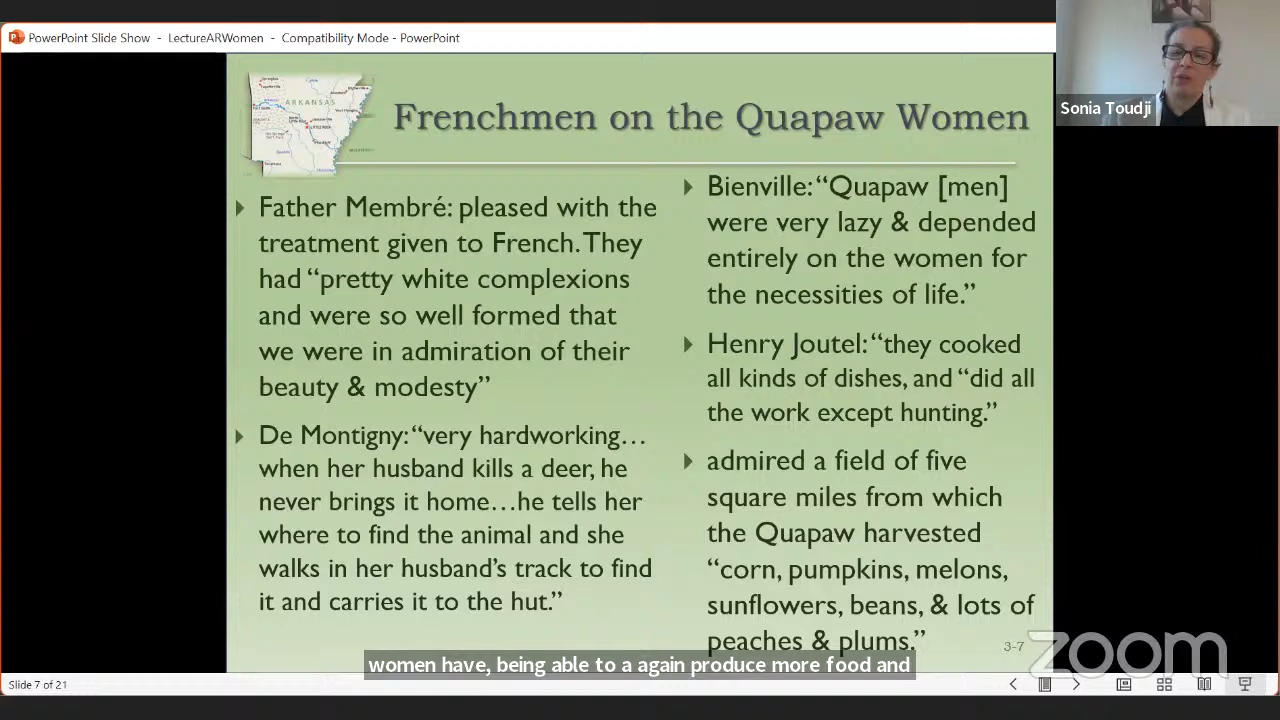 PowerPoint Slide Show - LectureARWomen - Compatibility Mode - PowerPoint
Sonia Toudji
ARKANSAS
Frenchmen on the Quapaw Women
Father Membré: pleased with the
treatment given to French. They
had “pretty white complexions
and were so well formed that
we were in admiration of their
beauty & modesty”
De Montigny: “very hardworking…
when her husband kills a deer, he
never brings it home…he tells her
where to find the animal and she
walks in her husband’s track to find
it and carries it to the hut.”
Bienville: “Quapaw [men]
were very lazy & depended
entirely on the women for
the necessities of life.”
Henry Joutel: “they cooked
all kinds of dishes, and “did all
the work except hunting.”
admired a field of five
square miles from which
the Quapaw harvested
“corn, pumpkins, melons,
sunflowers, beans, & lots of
peaches & plums.”
3-7
zoom
women have, being able to a again produce more food and
Slide 7 of 21